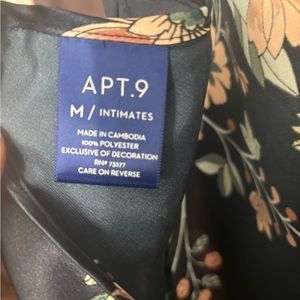 APT.9
M / INTIMATES
MADE IN CAMBODIA
100% POLYESTER
EXCLUSIVE OF DECORATION
RN# 73277
CARE ON REVERSE